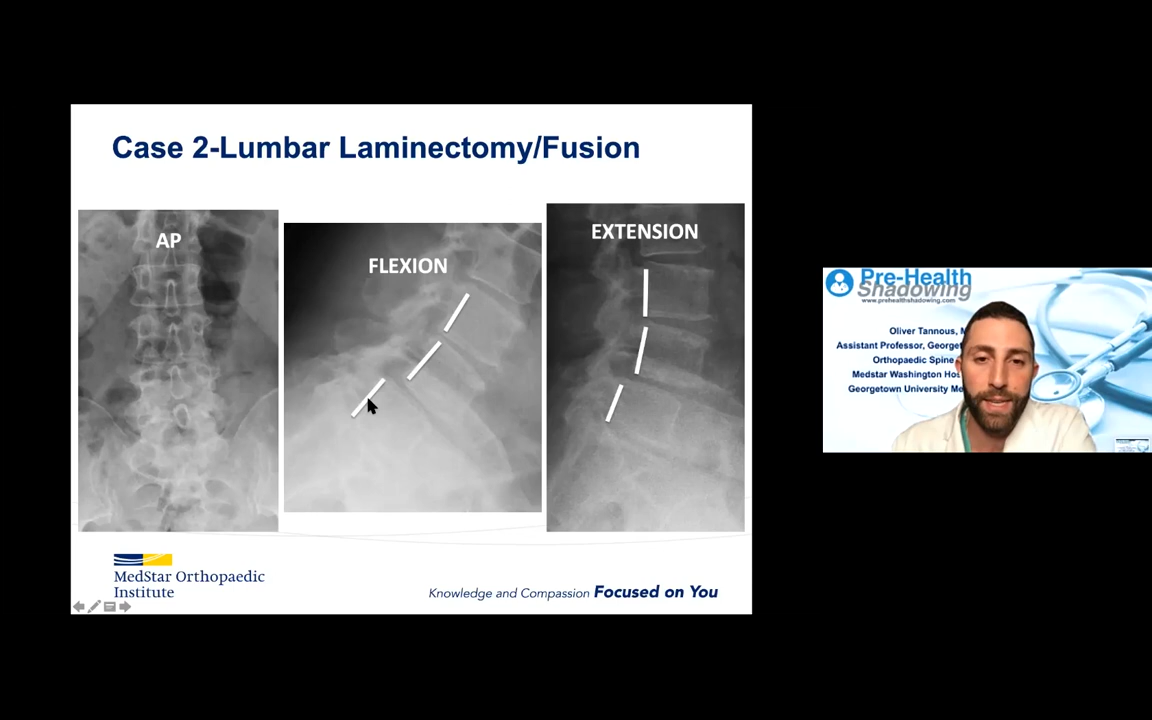 Case 2-Lumbar Laminectomy/Fusion
AP
FLEXION
EXTENSION
MedStar Orthopaedic
Institute
Knowledge and Compassion Focused on You
Pre-Health
Shadowing
www.prehealthshadowing.com
Oliver Tannous, M
Assistant Professor, Georget
Orthopaedic Spine
Medstar Washington Hos
Georgetown University Me